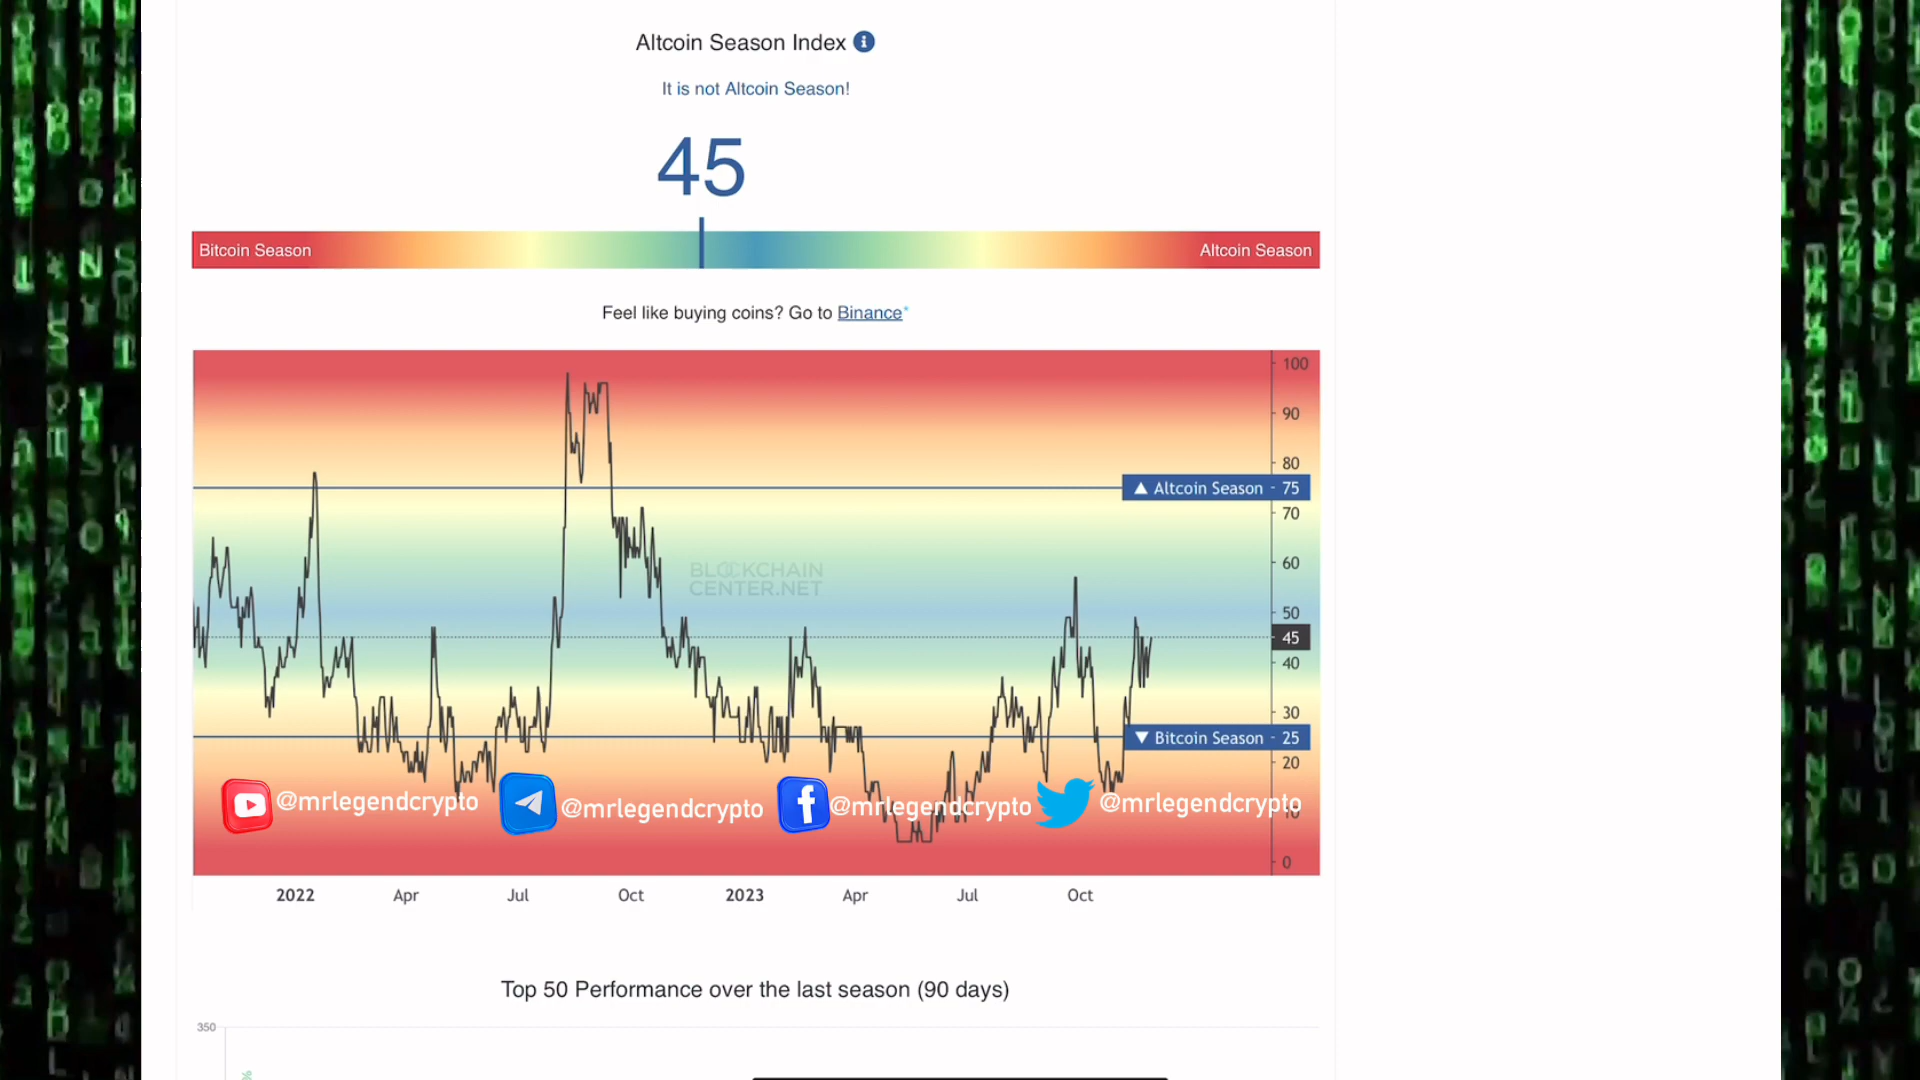 Altcoin Season Index
It is not Altcoin Season!
45
Bitcoin Season
Altcoin Season
Feel like buying coins? Go to Binance*
100
90
80
▲ Altcoin Season - 75
70
60
BLOCKCHAIN
CENTER.NET
50
45
40
30
▼ Bitcoin Season - 25
20
@mrlegendcrypto
@mrlegendcrypto
@mrlegendcrypto
@mrlegendcrypto
10
0
2022 Apr Jul Oct 2023 Apr Jul Oct
Top 50 Performance over the last season (90 days)
350
%